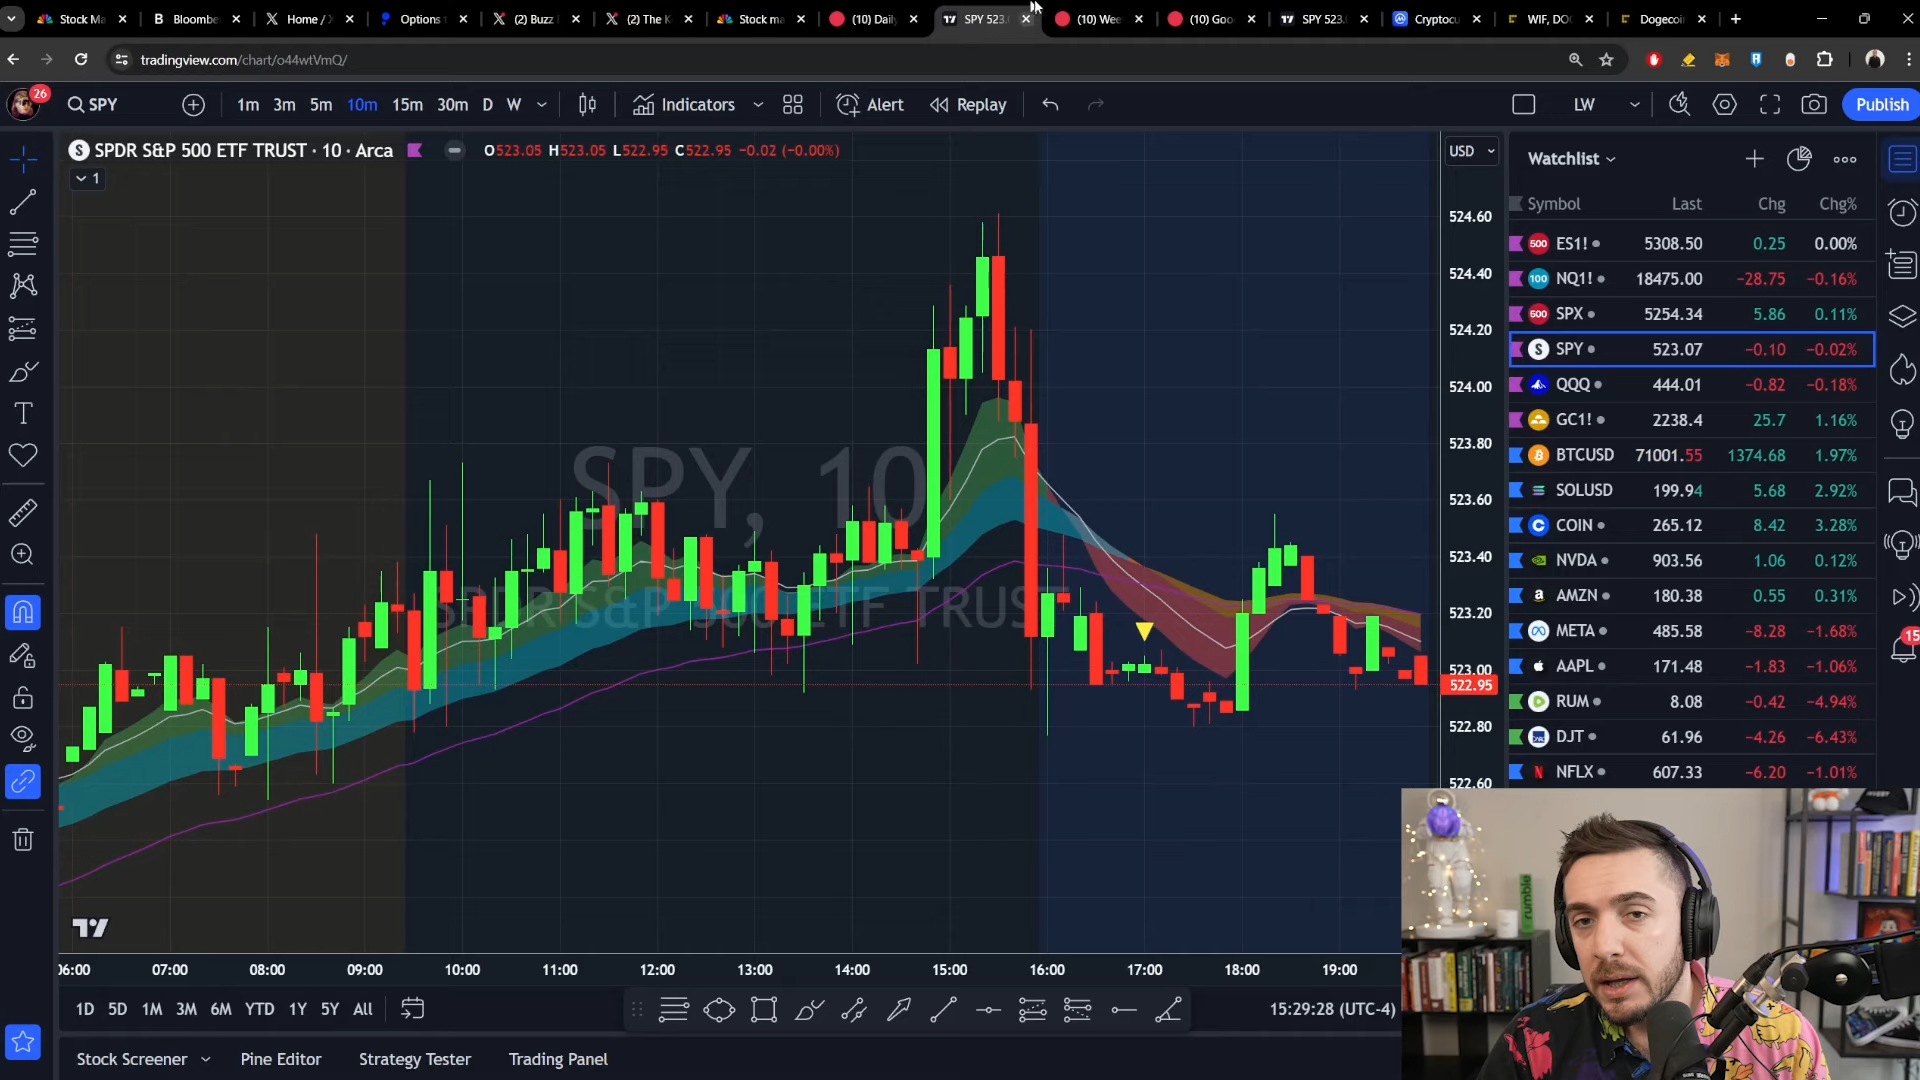 Stock Ma
Bloombe
Home / X
Options
(2) Buzz
(2) The K
Stock ma
(10) Daily
SPY 523.
(10) Wee
(10) Goo
SPY 523.
Cryptocu
WIF, DO
Dogecoi
tradingview.com/chart/o44wtVmQ/
26
SPY
1m 3m 5m 10m 15m 30m D W
Indicators
Alert
Replay
LW
Publish
SPDR S&P 500 ETF TRUST · 10 · Arca
O523.05 H523.05 L522.95 C522.95 −0.02 (−0.00%)
1
USD
SPY, 10
SPDR S&P 500 ETF TRUST
524.60
524.40
524.20
524.00
523.80
523.60
523.40
523.20
523.00
522.95
522.80
522.60
Watchlist
Symbol Last Chg Chg%
500 ES1! 5308.50 0.25 0.00%
100 NQ1! 18475.00 −28.75 −0.16%
500 SPX 5254.34 5.86 0.11%
S SPY 523.07 −0.10 −0.02%
QQQ 444.01 −0.82 −0.18%
GC1! 2238.4 25.7 1.16%
BTCUSD 71001.55 1374.68 1.97%
SOLUSD 199.94 5.68 2.92%
COIN 265.12 8.42 3.28%
NVDA 903.56 1.06 0.12%
AMZN 180.38 0.55 0.31%
META 485.58 −8.28 −1.68%
AAPL 171.48 −1.83 −1.06%
RUM 8.08 −0.42 −4.94%
DJT 61.96 −4.26 −6.43%
NFLX 607.33 −6.20 −1.01%
15
06:00 07:00 08:00 09:00 10:00 11:00 12:00 13:00 14:00 15:00 16:00 17:00 18:00 19:00
1D 5D 1M 3M 6M YTD 1Y 5Y All
15:29:28 (UTC-4)
Stock Screener
Pine Editor
Strategy Tester
Trading Panel
rumble